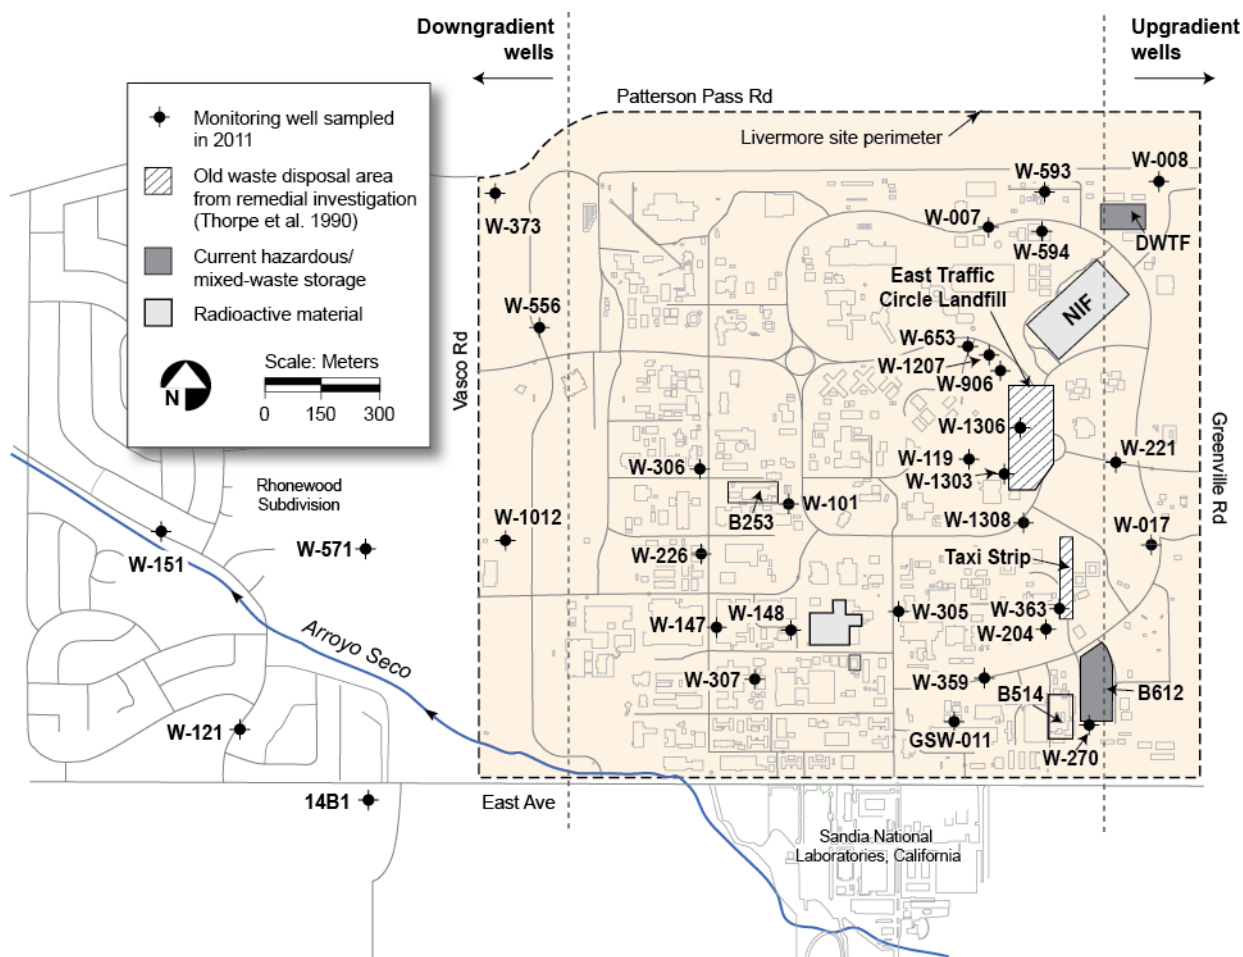 Downgradient
wells
Upgradient
wells
Patterson Pass Rd
Livermore site perimeter
Monitoring well sampled
in 2011
Old waste disposal area
from remedial investigation
(Thorpe et al. 1990)
Current hazardous/
mixed-waste storage
Radioactive material
N
Scale: Meters
0 150 300
W-373
W-593
W-008
W-007
W-594
DWTF
East Traffic
Circle Landfill
NIF
W-556
Vasco Rd
W-653
W-1207
W-906
W-1306
Greenville Rd
W-306
W-119
W-1303
W-221
Rhonewood
Subdivision
B253
W-101
W-1012
W-1308
W-017
W-151
W-571
W-226
Taxi Strip
Arroyo Seco
W-147
W-148
W-305
W-363
W-204
W-307
W-359
B514
B612
W-121
GSW-011
W-270
14B1
East Ave
Sandia National
Laboratories, California